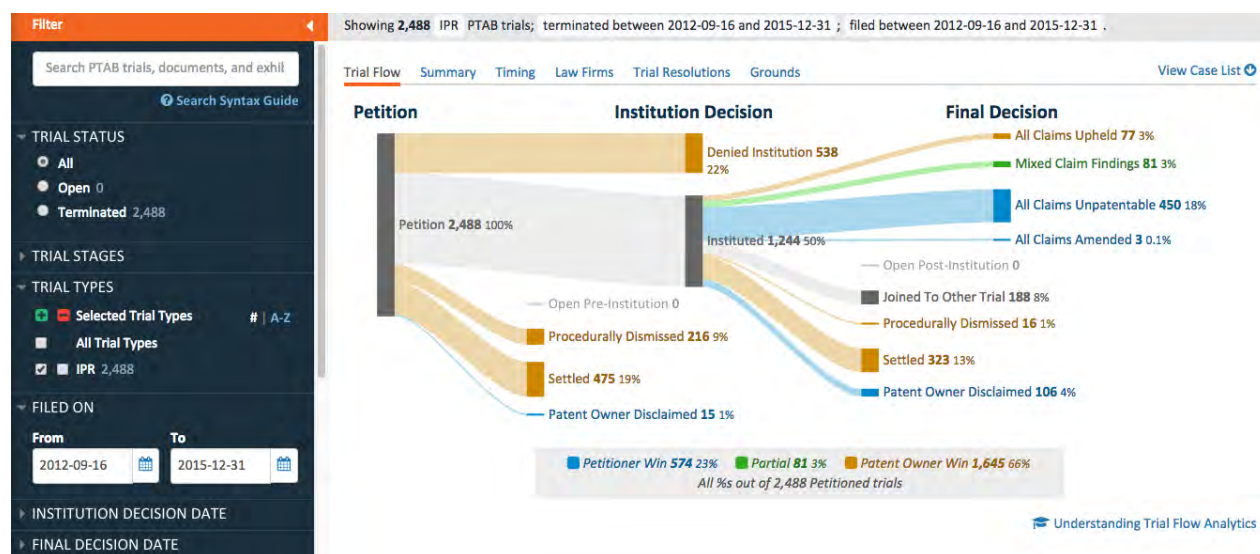 Filter
Search PTAB trials, documents, and exhil
Search Syntax Guide
TRIAL STATUS
All
Open 0
Terminated 2,488
TRIAL STAGES
TRIAL TYPES
Selected Trial Types # | A-Z
All Trial Types
IPR 2,488
FILED ON
From To
2012-09-16 2015-12-31
INSTITUTION DECISION DATE
FINAL DECISION DATE
Showing 2,488 IPR PTAB trials; terminated between 2012-09-16 and 2015-12-31 ; filed between 2012-09-16 and 2015-12-31 .
Trial Flow Summary Timing Law Firms Trial Resolutions Grounds View Case List
Petition Institution Decision Final Decision
Petition 2,488 100%
Denied Institution 538
22%
Instituted 1,244 50%
Open Pre-Institution 0
Procedurally Dismissed 216 9%
Settled 475 19%
Patent Owner Disclaimed 15 1%
All Claims Upheld 77 3%
Mixed Claim Findings 81 3%
All Claims Unpatentable 450 18%
All Claims Amended 3 0.1%
Open Post-Institution 0
Joined To Other Trial 188 8%
Procedurally Dismissed 16 1%
Settled 323 13%
Patent Owner Disclaimed 106 4%
Petitioner Win 574 23% Partial 81 3% Patent Owner Win 1,645 66%
All %s out of 2,488 Petitioned trials
Understanding Trial Flow Analytics